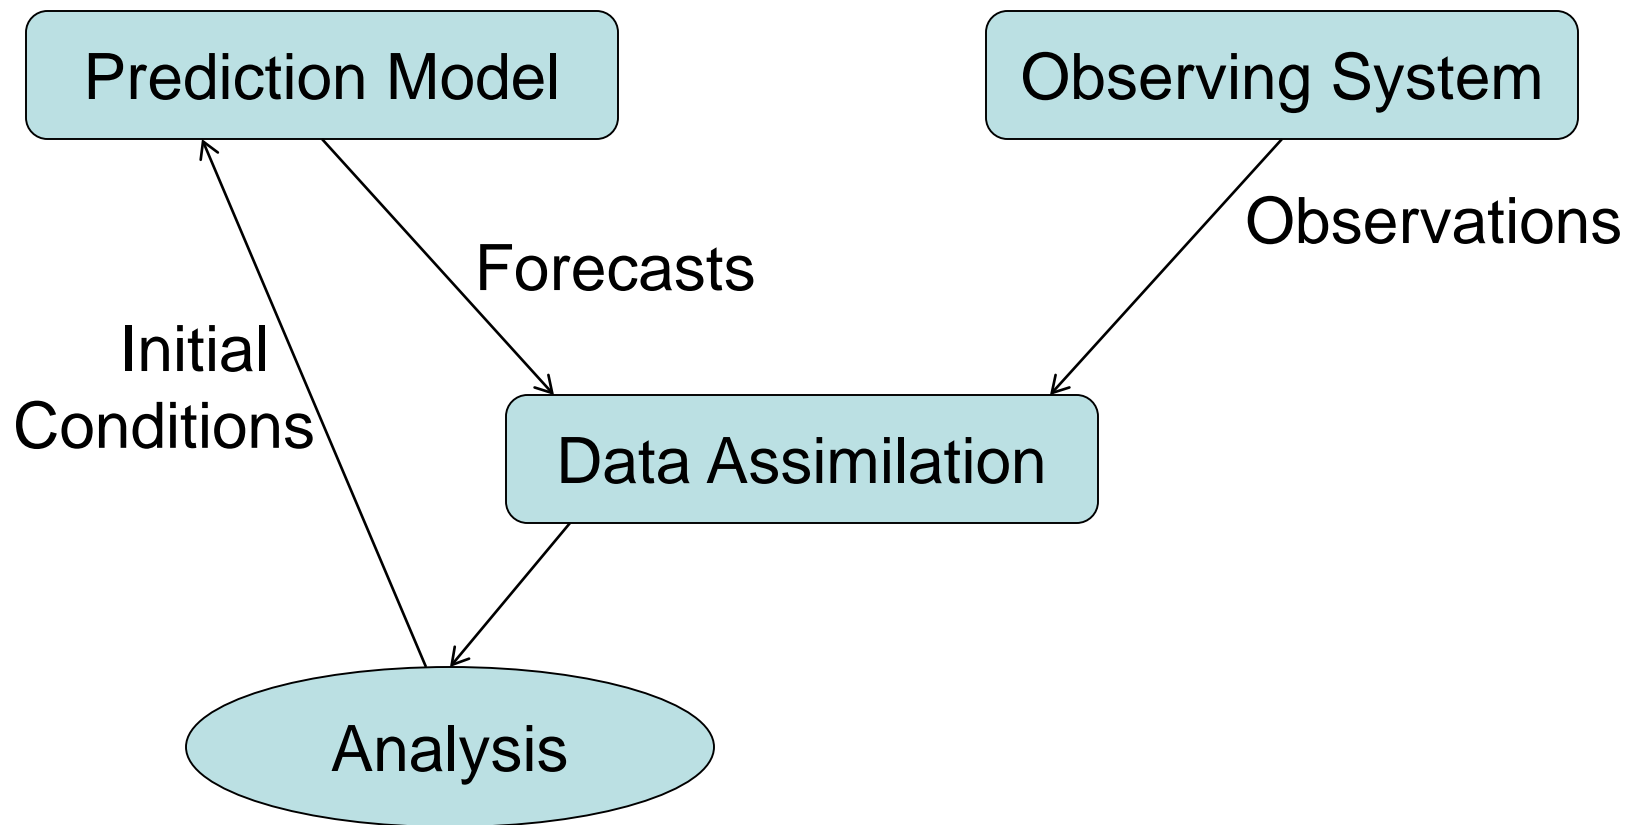 Prediction Model
Observing System
Observations
Forecasts
Initial
Conditions
Data Assimilation
Analysis